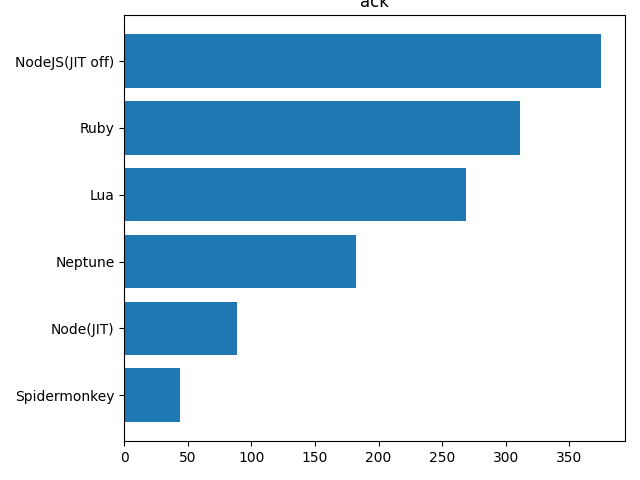 ack
NodeJS(JIT off)
Ruby
Lua
Neptune
Node(JIT)
Spidermonkey
0 50 100 150 200 250 300 350